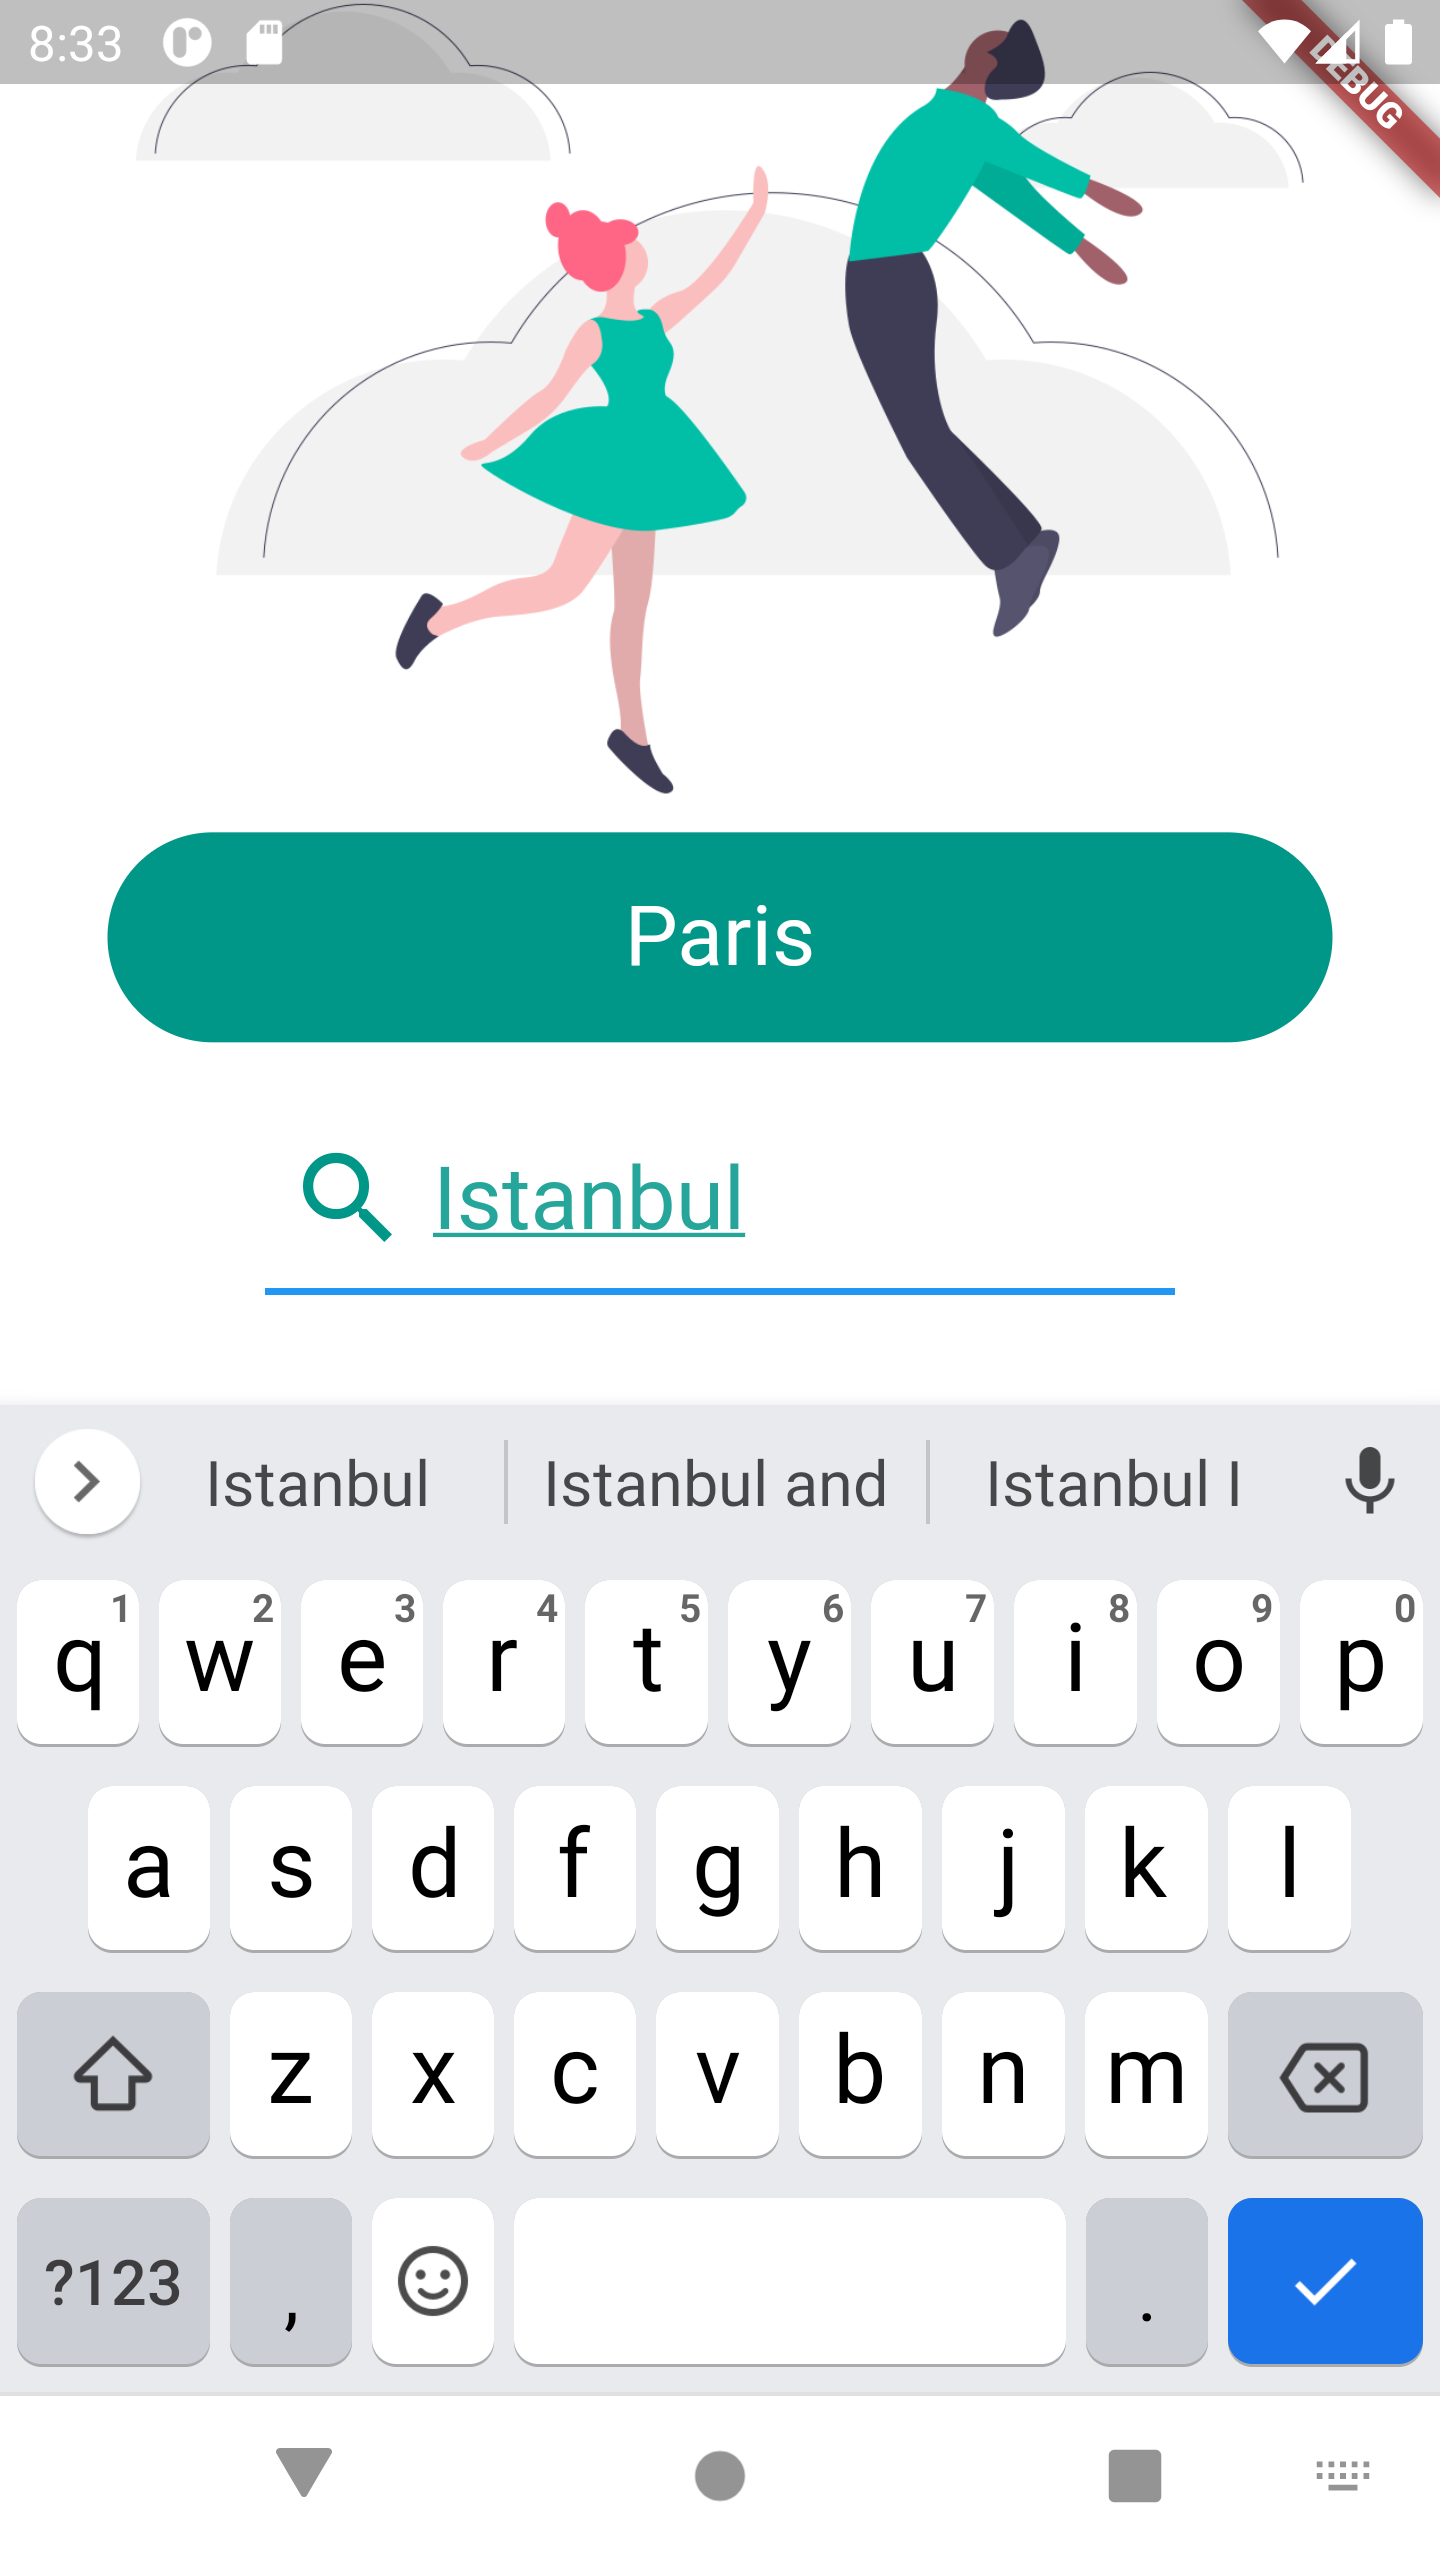 8:33
DEBUG
Paris
Istanbul
Istanbul Istanbul and Istanbul I
q 1 w 2 e 3 r 4 t 5 y 6 u 7 i 8 o 9 p 0
a s d f g h j k l
z x c v b n m
?123 , .